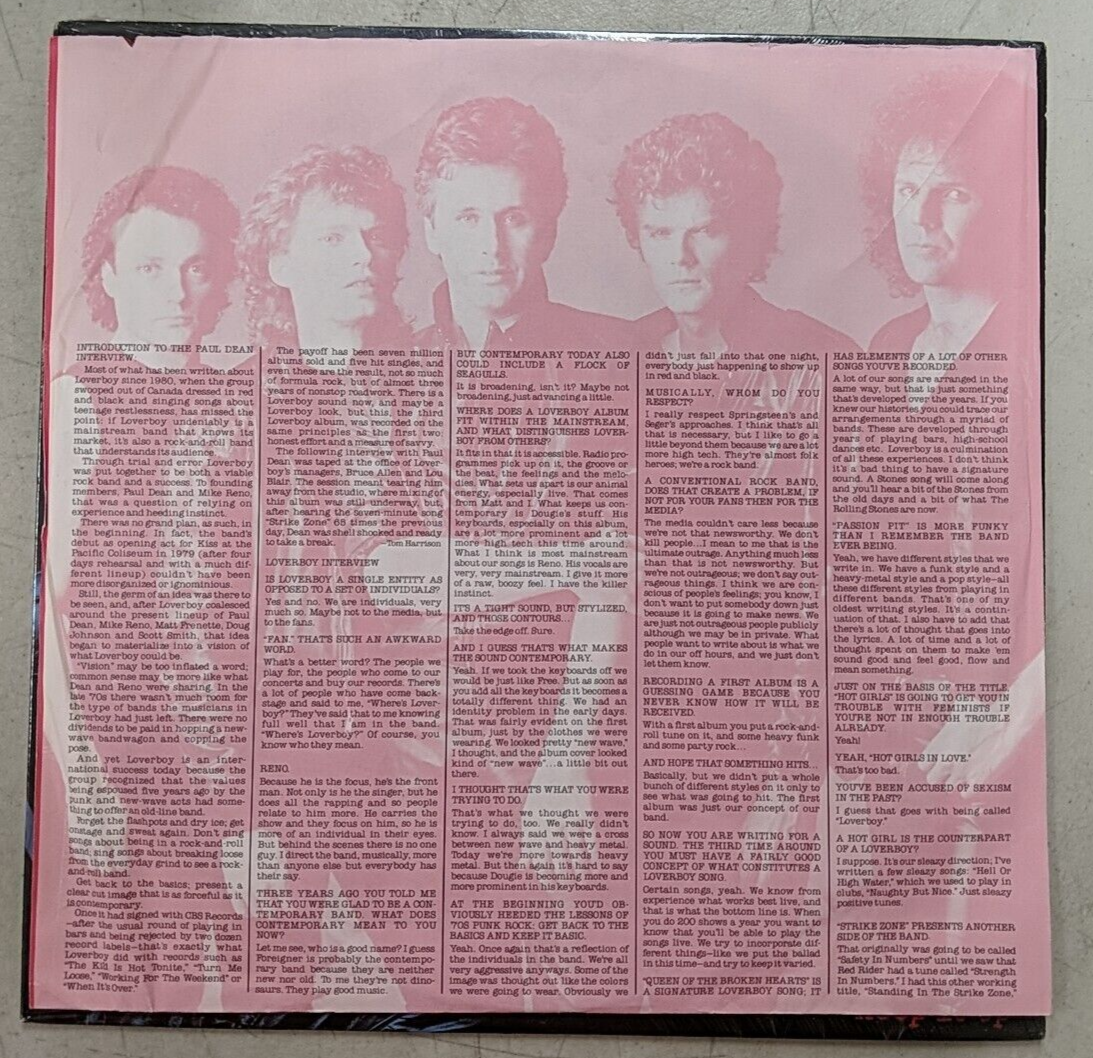 INTRODUCTION TO THE PAUL DEAN
INTERVIEW:
Most of what has been written about
Loverboy since 1980, when the group
swooped out of Canada dressed in red
and black and singing songs about
teenage restlessness, has missed the
point: if Loverboy undeniably is a
mainstream band that knows its
market, it's also a rock-and-roll band
that understands its audience.
Through trial and error Loverboy
was put together to be both a viable
rock band and a success. To founding
members, Paul Dean and Mike Reno,
that was a question of relying on
experience and heeding instinct.
There was no grand plan, as such, in
the beginning. In fact, the band's
debut as opening act for Kiss at the
Pacific Coliseum in 1979 (after four
days rehearsal and with a much dif-
ferent lineup) couldn't have been
more disorganized or ignominious.
Still, the germ of an idea was there to
be seen, and, after Loverboy coalesced
around the present lineup of Paul
Dean, Mike Reno, Matt Frenette, Doug
Johnson and Scott Smith, that idea
began to materialize into a vision of
what Loverboy could be.
"Vision" may be too inflated a word;
common sense may be more like what
Dean and Reno were sharing. In the
late '70s there wasn't much room for
the type of bands the musicians in
Loverboy had just left. There were no
dividends to be paid in hopping a new-
wave bandwagon and copping the
pose.
And yet Loverboy is an inter-
national success today because the
group recognized that the values
being espoused five years ago by the
punk and new-wave acts had some-
thing to offer an old-line band.
Forget the flashpots and dry ice; get
onstage and sweat again. Don't sing
songs about being in a rock-and-roll
band; sing songs about breaking loose
from the everyday grind to see a rock-
and-roll band.
Get back to the basics; present a
clear cut image that is as forceful as it
is contemporary.
Once it had signed with CBS Records
-after the usual round of playing in
bars and being rejected by two dozen
record labels-that's exactly what
Loverboy did with records such as
"The Kid Is Hot Tonite," "Turn Me
Loose," "Working For The Weekend" or
"When It's Over."
The payoff has been seven million
albums sold and five hit singles, and
even these are the result, not so much
of formula rock, but of almost three
years of nonstop roadwork. There is a
Loverboy sound now, and maybe a
Loverboy look, but this, the third
Loverboy album, was recorded on the
same principles as the first two:
honest effort and a measure of savvy.
The following interview with Paul
Dean was taped at the office of Lover-
boy's managers, Bruce Allen and Lou
Blair. The session meant tearing him
away from the studio, where mixing of
this album was still underway, but,
after hearing the seven-minute song
"Strike Zone" 65 times the previous
day, Dean was shell shocked and ready
to take a break. —Tom Harrison
LOVERBOY INTERVIEW
IS LOVERBOY A SINGLE ENTITY AS
OPPOSED TO A SET OF INDIVIDUALS?
Yes and no. We are individuals, very
much so. Maybe not to the media, but
to the fans.
"FAN." THAT'S SUCH AN AWKWARD
WORD.
What's a better word? The people we
play for, the people who come to our
concerts and buy our records. There's
a lot of people who have come back-
stage and said to me, "Where's Lover-
boy?" They've said that to me knowing
full well that I am in the band.
"Where's Loverboy?" Of course, you
know who they mean.
RENO.
Because he is the focus, he's the front
man. Not only is he the singer, but he
does all the rapping and so people
relate to him more. He carries the
show and they focus on him, so he is
more of an individual in their eyes.
But behind the scenes there is no one
guy. I direct the band, musically, more
than anyone else but everybody has
their say.
THREE YEARS AGO YOU TOLD ME
THAT YOU WERE GLAD TO BE A CON-
TEMPORARY BAND. WHAT DOES
CONTEMPORARY MEAN TO YOU
NOW?
Let me see, who is a good name? I guess
Foreigner is probably the contempo-
rary band because they are neither
new nor old. To me they're not dino-
saurs. They play good music.
BUT CONTEMPORARY TODAY ALSO
COULD INCLUDE A FLOCK OF
SEAGULLS.
It is broadening, isn't it? Maybe not
broadening, just advancing a little.
WHERE DOES A LOVERBOY ALBUM
FIT WITHIN THE MAINSTREAM,
AND WHAT DISTINGUISHES LOVER-
BOY FROM OTHERS?
It fits in that it is accessible. Radio pro-
grammes pick up on it, the groove or
the beat, the feelings and the melo-
dies. What sets us apart is our animal
energy, especially live. That comes
from Matt and I. What keeps us con-
temporary is Dougie's stuff. His
keyboards, especially on this album,
are a lot more prominent and a lot
more high tech this time around.
What I think is most mainstream
about our songs is Reno. His vocals are
very, very mainstream. I give it more
of a raw, boozy feel. I have the killer
instinct.
IT'S A TIGHT SOUND, BUT STYLIZED,
AND THOSE CONTOURS...
Take the edge off. Sure.
AND I GUESS THAT'S WHAT MAKES
THE SOUND CONTEMPORARY.
Yeah. If we took the keyboards off we
would be just like Free. But as soon as
you add all the keyboards it becomes a
totally different thing. We had an
identity problem in the early days.
That was fairly evident on the first
album, just by the clothes we were
wearing. We looked pretty "new wave,"
I thought, and the album cover looked
kind of "new wave"...a little bit out
there.
I THOUGHT THAT'S WHAT YOU WERE
TRYING TO DO.
That's what we thought we were
trying to do, too. We really didn't
know. I always said we were a cross
between new wave and heavy metal.
Today we're more towards heavy
metal. But then again it's hard to say
because Dougie is becoming more and
more prominent in his keyboards.
AT THE BEGINNING YOU'D OB-
VIOUSLY HEEDED THE LESSONS OF
'70S PUNK ROCK: GET BACK TO THE
BASICS AND KEEP IT BASIC.
Yeah. Once again that's a reflection of
the individuals in the band. We're all
very aggressive anyways. Some of the
image was thought out like the colors
we were going to wear. Obviously we
didn't just fall into that one night,
everybody just happening to show up
in red and black.
MUSICALLY, WHOM DO YOU
RESPECT?
I really respect Springsteen's and
Seger's approaches. I think that's all
that is necessary, but I like to go a
little beyond them because we are a lot
more high tech. They're almost folk
heroes; we're a rock band.
A CONVENTIONAL ROCK BAND,
DOES THAT CREATE A PROBLEM, IF
NOT FOR YOUR FANS THEN FOR THE
MEDIA?
The media couldn't care less because
we're not that newsworthy. We don't
kill people...I mean to me that is the
ultimate outrage. Anything much less
than that is not newsworthy. But
we're not outrageous; we don't say out-
rageous things. I think we are con-
scious of people's feelings; you know, I
don't want to put somebody down just
because it is going to make news. We
are just not outrageous people publicly
although we may be in private. What
people want to write about is what we
do in our off hours, and we just don't
let them know.
RECORDING A FIRST ALBUM IS A
GUESSING GAME BECAUSE YOU
NEVER KNOW HOW IT WILL BE
RECEIVED.
With a first album you put a rock-and-
roll tune on it, and some heavy funk
and some party rock...
AND HOPE THAT SOMETHING HITS...
Basically, but we didn't put a whole
bunch of different styles on it only to
see what was going to hit. The first
album was just our concept of our
band.
SO NOW YOU ARE WRITING FOR A
SOUND. THE THIRD TIME AROUND
YOU MUST HAVE A FAIRLY GOOD
CONCEPT OF WHAT CONSTITUTES A
LOVERBOY SONG.
Certain songs, yeah. We know from
experience what works best live, and
that is what the bottom line is. When
you do 200 shows a year you want to
know that you'll be able to play the
songs live. We try to incorporate dif-
ferent things-like we put the ballad
in this time-and try to keep it varied.
"QUEEN OF THE BROKEN HEARTS" IS
A SIGNATURE LOVERBOY SONG; IT
HAS ELEMENTS OF A LOT OF OTHER
SONGS YOU'VE RECORDED.
A lot of our songs are arranged in the
same way, but that is just something
that's developed over the years. If you
knew our histories you could trace our
arrangements through a myriad of
bands. These are developed through
years of playing bars, high-school
dances etc. Loverboy is a culmination
of all these experiences. I don't think
it's a bad thing to have a signature
sound. A Stones song will come along
and you'll hear a bit of the Stones from
the old days and a bit of what The
Rolling Stones are now.
"PASSION PIT" IS MORE FUNKY
THAN I REMEMBER THE BAND
EVER BEING.
Yeah, we have different styles that we
write in. We have a funk style and a
heavy-metal style and a pop style-all
these different styles from playing in
different bands. That's one of my
oldest writing styles. It's a contin-
uation of that. I also have to add that
there's a lot of thought that goes into
the lyrics. A lot of time and a lot of
thought spent on them to make 'em
sound good and feel good, flow and
mean something.
JUST ON THE BASIS OF THE TITLE,
"HOT GIRLS" IS GOING TO GET YOU IN
TROUBLE WITH FEMINISTS IF
YOU'RE NOT IN ENOUGH TROUBLE
ALREADY.
Yeah!
YEAH, "HOT GIRLS IN LOVE."
That's too bad.
YOU'VE BEEN ACCUSED OF SEXISM
IN THE PAST?
I guess that goes with being called
"Loverboy."
A HOT GIRL IS THE COUNTERPART
OF A LOVERBOY?
I suppose. It's our sleazy direction; I've
written a few sleazy songs: "Hell Or
High Water," which we used to play in
clubs, "Naughty But Nice." Just sleazy
positive tunes.
"STRIKE ZONE" PRESENTS ANOTHER
SIDE OF THE BAND.
That originally was going to be called
"Safety In Numbers" until we saw that
Red Rider had a tune called "Strength
In Numbers." I had this other working
title, "Standing In The Strike Zone,"